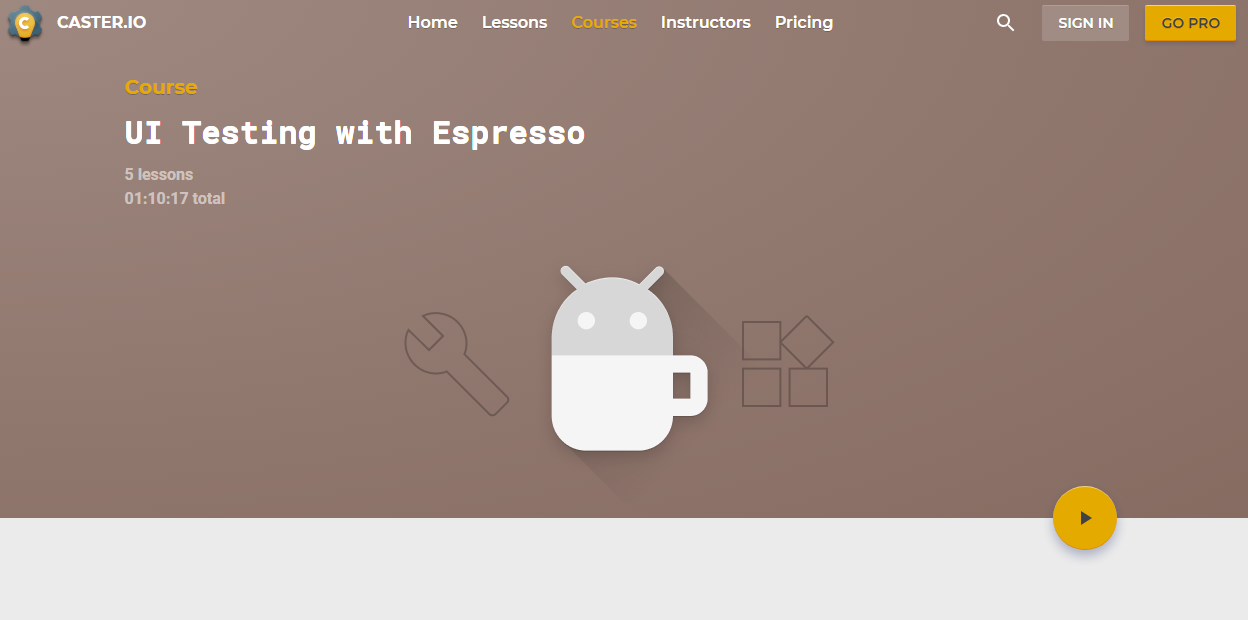 C CASTER.IO Home Lessons Courses Instructors Pricing SIGN IN GO PRO
Course
UI Testing with Espresso
5 lessons
01:10:17 total